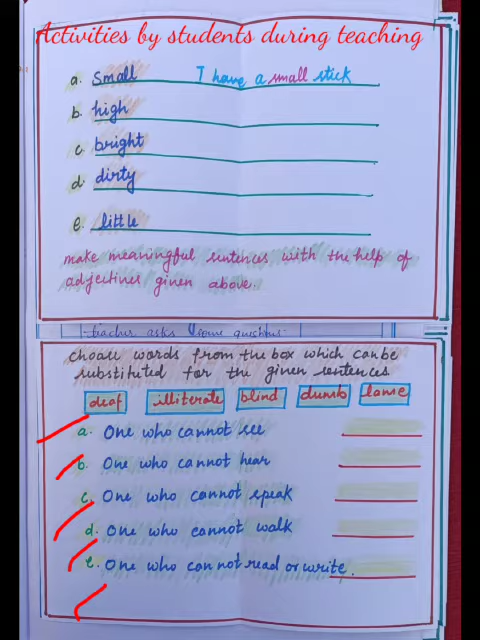 Activities by students during teaching
a. Small I have a small stick
b. high
c. bright
d. dirty
e. little
make meaningful sentences with the help of
adjectives given above.
teacher asks some questions.
choose words from the box which can be
substituted for the given sentences
deaf illiterate blind dumb lame
a. One who cannot see
b. One who cannot hear
c. One who cannot speak
d. One who cannot walk
e. One who can not read or write.